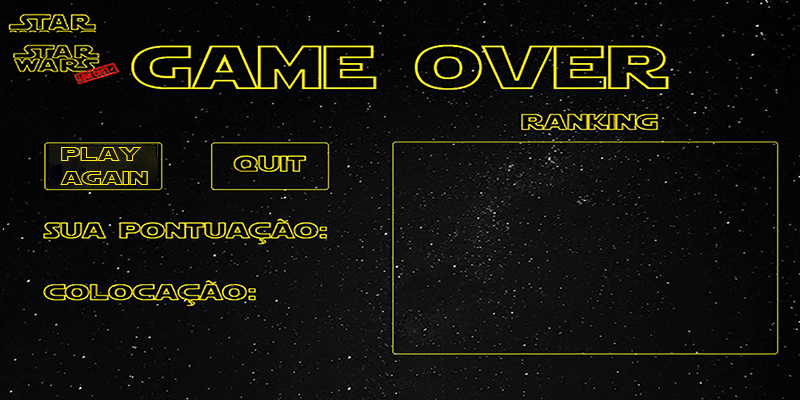 STAR
STAR
WARS
GAME OVER
RANKING
PLAY
AGAIN
QUIT
SUA PONTUAÇÃO:
COLOCAÇÃO: